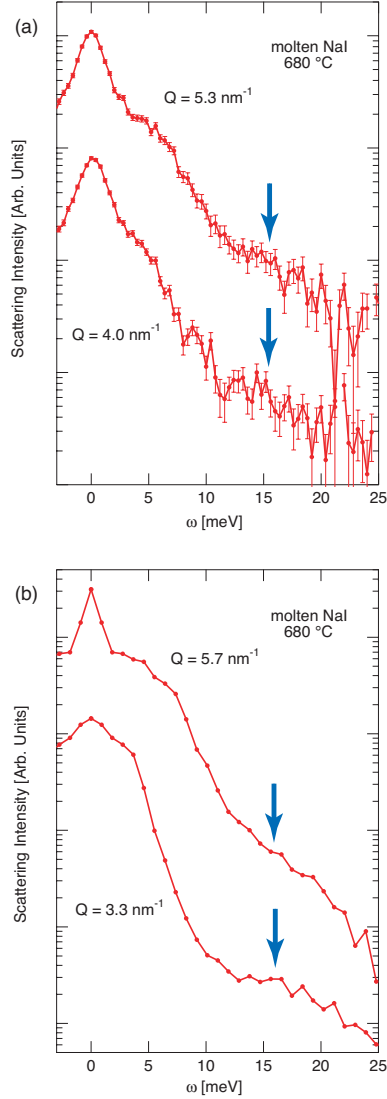 (a)
molten NaI
680 °C
Q = 5.3 nm-1
Q = 4.0 nm-1
Scattering Intensity [Arb. Units]
0 5 10 15 20 25
ω [meV]
(b)
molten NaI
680 °C
Q = 5.7 nm-1
Q = 3.3 nm-1
Scattering Intensity [Arb. Units]
0 5 10 15 20 25
ω [meV]